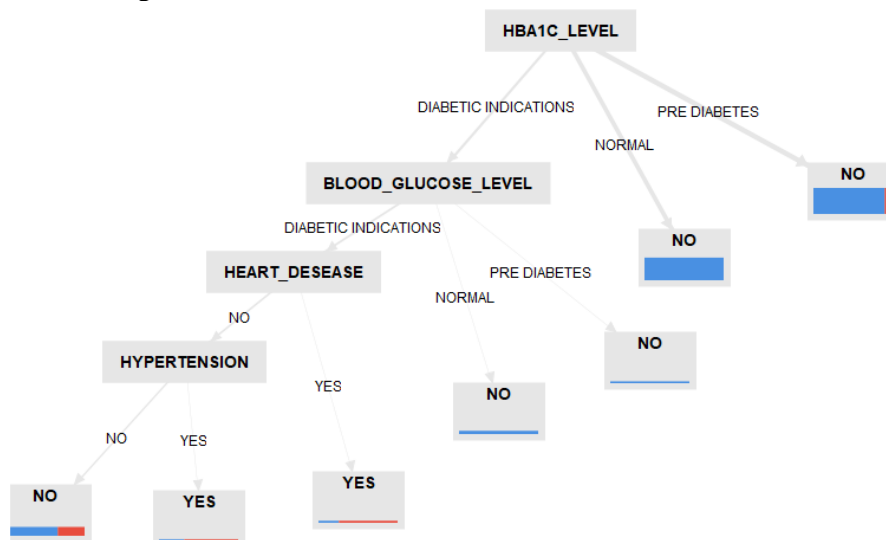 HBA1C_LEVEL
DIABETIC INDICATIONS
PRE DIABETES
NORMAL
NO
BLOOD_GLUCOSE_LEVEL
DIABETIC INDICATIONS
NO
HEART_DESEASE
PRE DIABETES
NORMAL
NO
NO
HYPERTENSION
YES
NO
NO
YES
YES
NO
YES